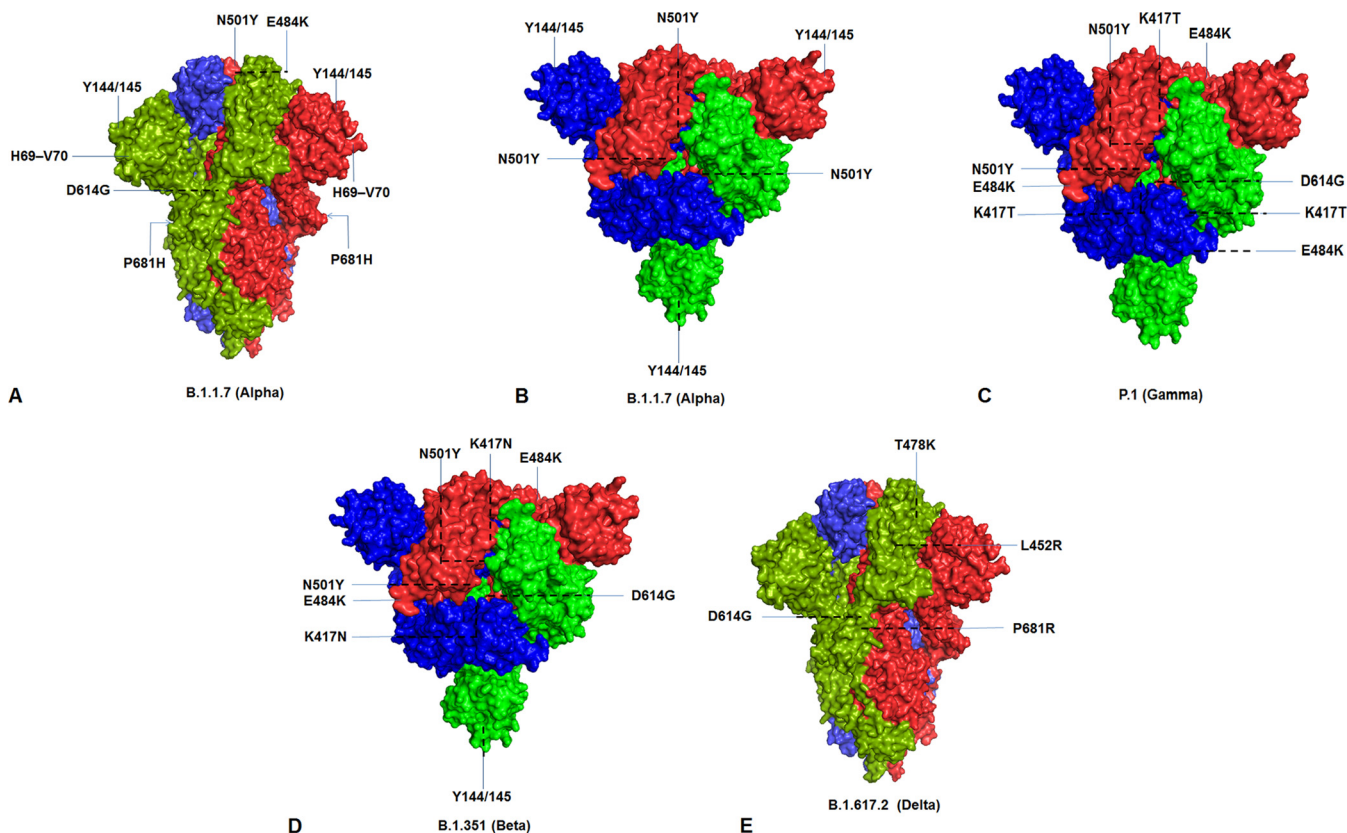 N501Y
E484K
Y144/145
Y144/145
H69–V70
H69–V70
D614G
P681H
P681H
A
B.1.1.7 (Alpha)
N501Y
Y144/145
Y144/145
N501Y
N501Y
Y144/145
B
B.1.1.7 (Alpha)
K417T
N501Y
E484K
N501Y
E484K
K417T
D614G
K417T
E484K
C
P.1 (Gamma)
K417N
N501Y
E484K
N501Y
E484K
K417N
D614G
Y144/145
D
B.1.351 (Beta)
T478K
L452R
D614G
P681R
E
B.1.617.2 (Delta)